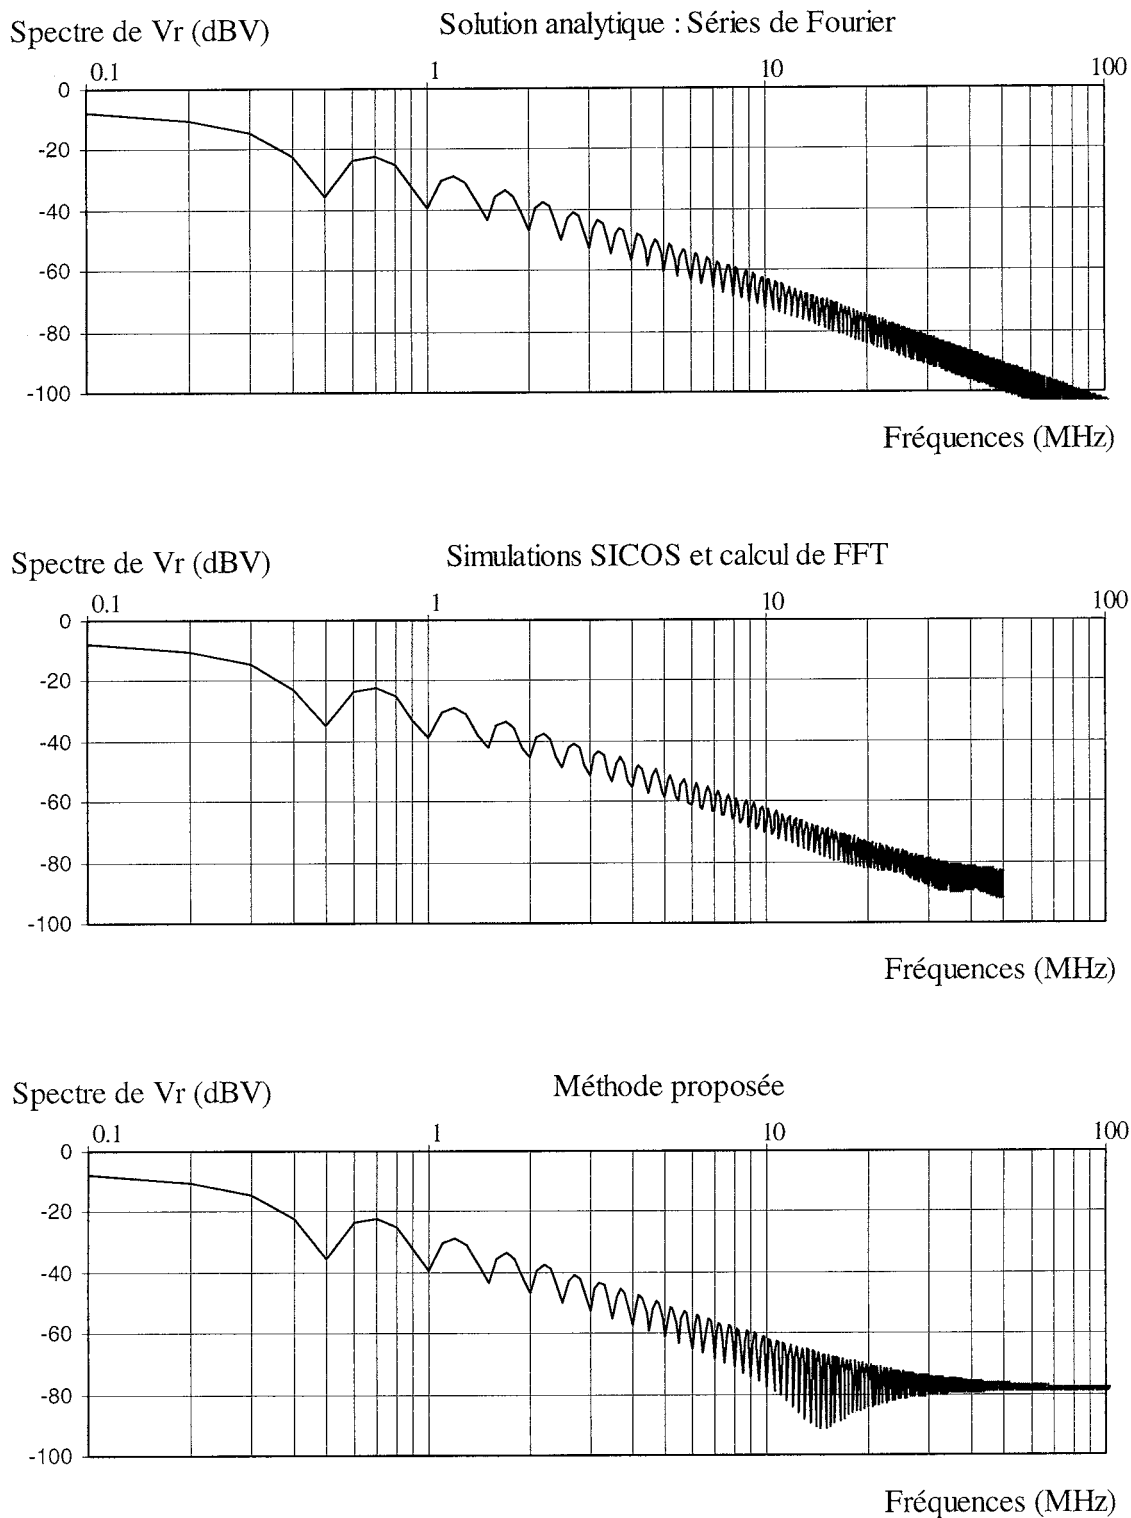 Solution analytique : Séries de Fourier
Spectre de Vr (dBV)
0.1 1 10 100
0
-20
-40
-60
-80
-100
Fréquences (MHz)
Simulations SICOS et calcul de FFT
Spectre de Vr (dBV)
0.1 1 10 100
0
-20
-40
-60
-80
-100
Fréquences (MHz)
Méthode proposée
Spectre de Vr (dBV)
0.1 1 10 100
0
-20
-40
-60
-80
-100
Fréquences (MHz)